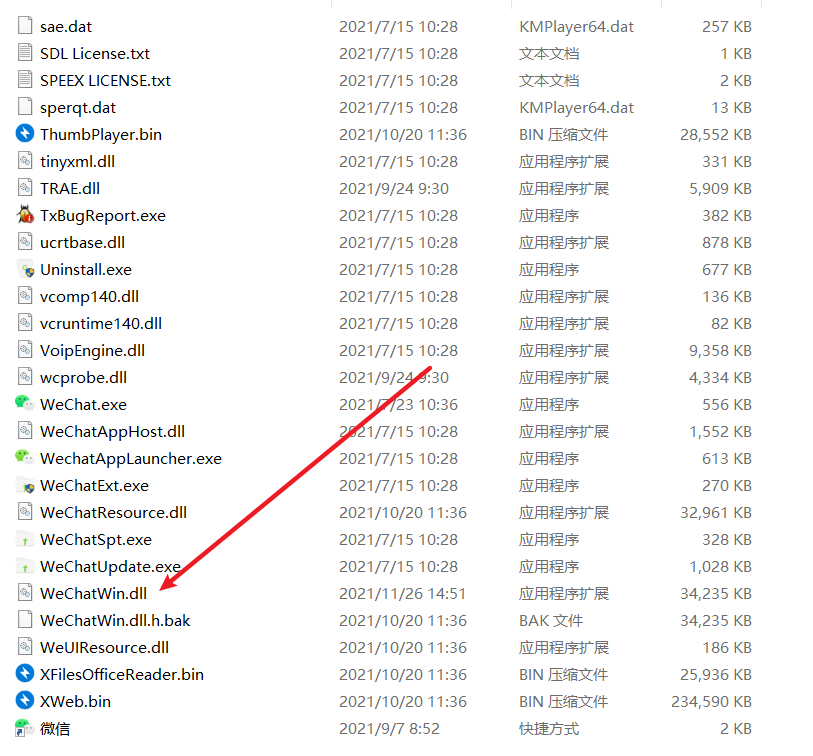 sae.dat 2021/7/15 10:28 KMPlayer64.dat 257 KB
SDL License.txt 2021/7/15 10:28 文本文档 1 KB
SPEEX LICENSE.txt 2021/7/15 10:28 文本文档 2 KB
sperqt.dat 2021/7/15 10:28 KMPlayer64.dat 13 KB
ThumbPlayer.bin 2021/10/20 11:36 BIN 压缩文件 28,552 KB
tinyxml.dll 2021/7/15 10:28 应用程序扩展 331 KB
TRAE.dll 2021/9/24 9:30 应用程序扩展 5,909 KB
TxBugReport.exe 2021/7/15 10:28 应用程序 382 KB
ucrtbase.dll 2021/7/15 10:28 应用程序扩展 878 KB
Uninstall.exe 2021/7/15 10:28 应用程序 677 KB
vcomp140.dll 2021/7/15 10:28 应用程序扩展 136 KB
vcruntime140.dll 2021/7/15 10:28 应用程序扩展 82 KB
VoipEngine.dll 2021/7/15 10:28 应用程序扩展 9,358 KB
wcprobe.dll 2021/9/24 9:30 应用程序扩展 4,334 KB
WeChat.exe 2021/7/23 10:36 应用程序 556 KB
WeChatAppHost.dll 2021/7/15 10:28 应用程序扩展 1,552 KB
WechatAppLauncher.exe 2021/7/15 10:28 应用程序 613 KB
WeChatExt.exe 2021/7/15 10:28 应用程序 270 KB
WeChatResource.dll 2021/10/20 11:36 应用程序扩展 32,961 KB
WeChatSpt.exe 2021/7/15 10:28 应用程序 328 KB
WeChatUpdate.exe 2021/7/15 10:28 应用程序 1,028 KB
WeChatWin.dll 2021/11/26 14:51 应用程序扩展 34,235 KB
WeChatWin.dll.h.bak 2021/10/20 11:36 BAK 文件 34,235 KB
WeUIResource.dll 2021/10/20 11:36 应用程序扩展 186 KB
XFilesOfficeReader.bin 2021/10/20 11:36 BIN 压缩文件 25,936 KB
XWeb.bin 2021/10/20 11:36 BIN 压缩文件 234,590 KB
微信 2021/9/7 8:52 快捷方式 2 KB